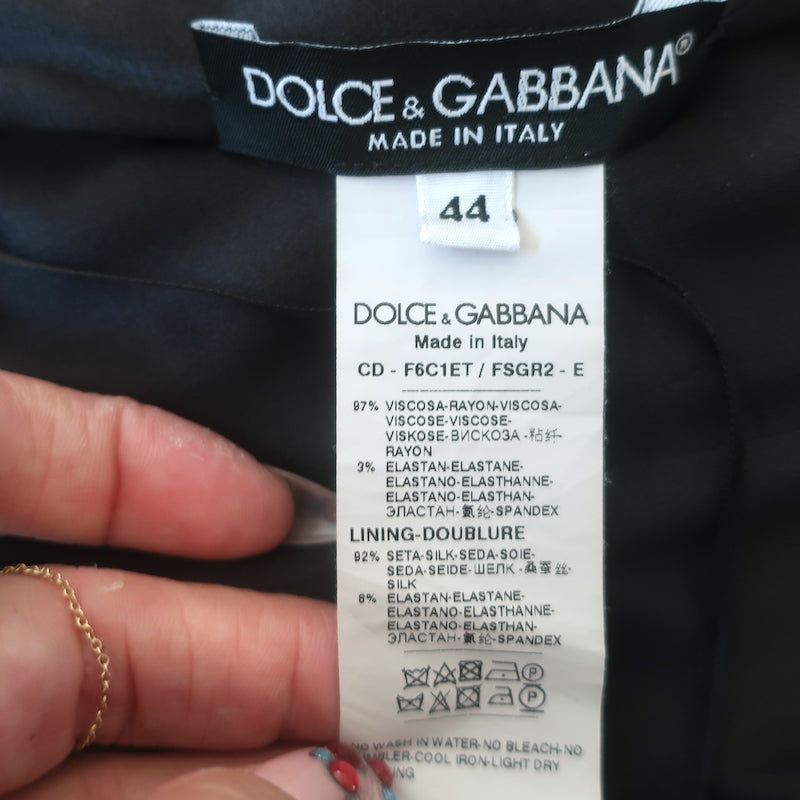 DOLCE & GABBANA®
MADE IN ITALY
44
DOLCE & GABBANA
Made in Italy
CD - F6C1ET / FSGR2 - E
97% VISCOSA-RAYON-VISCOSA-
VISCOSE-VISCOSE-
VISKOSE-ВИСКОЗА -粘纤-
RAYON
3% ELASTAN-ELASTANE-
ELASTANO-ELASTHANNE-
ELASTANO-ELASTHAN-
ЭЛАСТАН-氨纶-SPANDEX
LINING-DOUBLURE
92% SETA-SILK-SEDA-SOIE-
SEDA-SEIDE-ШЕЛК -桑蚕丝-
SILK
8% ELASTAN-ELASTANE-
ELASTANO-ELASTHANNE-
ELASTANO-ELASTHAN-
ЭЛАСТАН-氨纶-SPANDEX
P
P
NO WASH IN WATER-NO BLEACH-NO
COOL IRON-LIGHT DRY